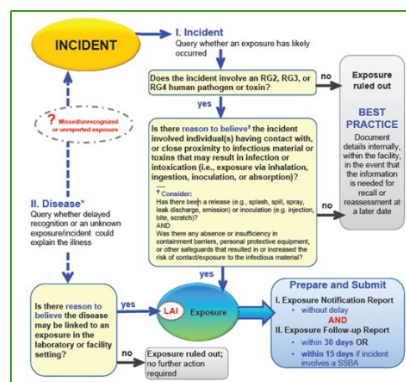 INCIDENT
I. Incident
Query whether an exposure has likely
occurred
Does the incident involve an RG2, RG3, or
RG4 human pathogen or toxin?
no
Exposure
ruled out
BEST
PRACTICE
Document
details internally,
within the facility,
in the event that
the information is
needed for
recall or
reassessment at
a later date
yes
? Missed/unrecognized
or unreported exposure
Is there reason to believe† the incident
involved individual(s) having contact with,
or close proximity to infectious material or
toxins that may result in infection or
intoxication (i.e., exposure via inhalation,
ingestion, inoculation, or absorption)?
† Consider:
Has there been a release (e.g., splash, spill, spray,
leak discharge, emission) or inoculation (e.g. injection,
bite, scratch)?
AND
Was there any absence or insufficiency in
containment barriers, personal protective equipment,
or other safeguards that resulted in or increased the
risk of contact/exposure to the infectious material?
no
II. Disease*
Query whether delayed
recognition or an unknown
exposure/incident could
explain the illness
yes
Is there reason to
believe the disease
may be linked to an
exposure in the
laboratory or facility
setting?
yes
LAI
Exposure
no
Exposure ruled out;
no further action
required
Prepare and Submit
I. Exposure Notification Report
• without delay
AND
II. Exposure Follow-up Report
• within 30 days OR
• within 15 days if incident
involves a SSBA